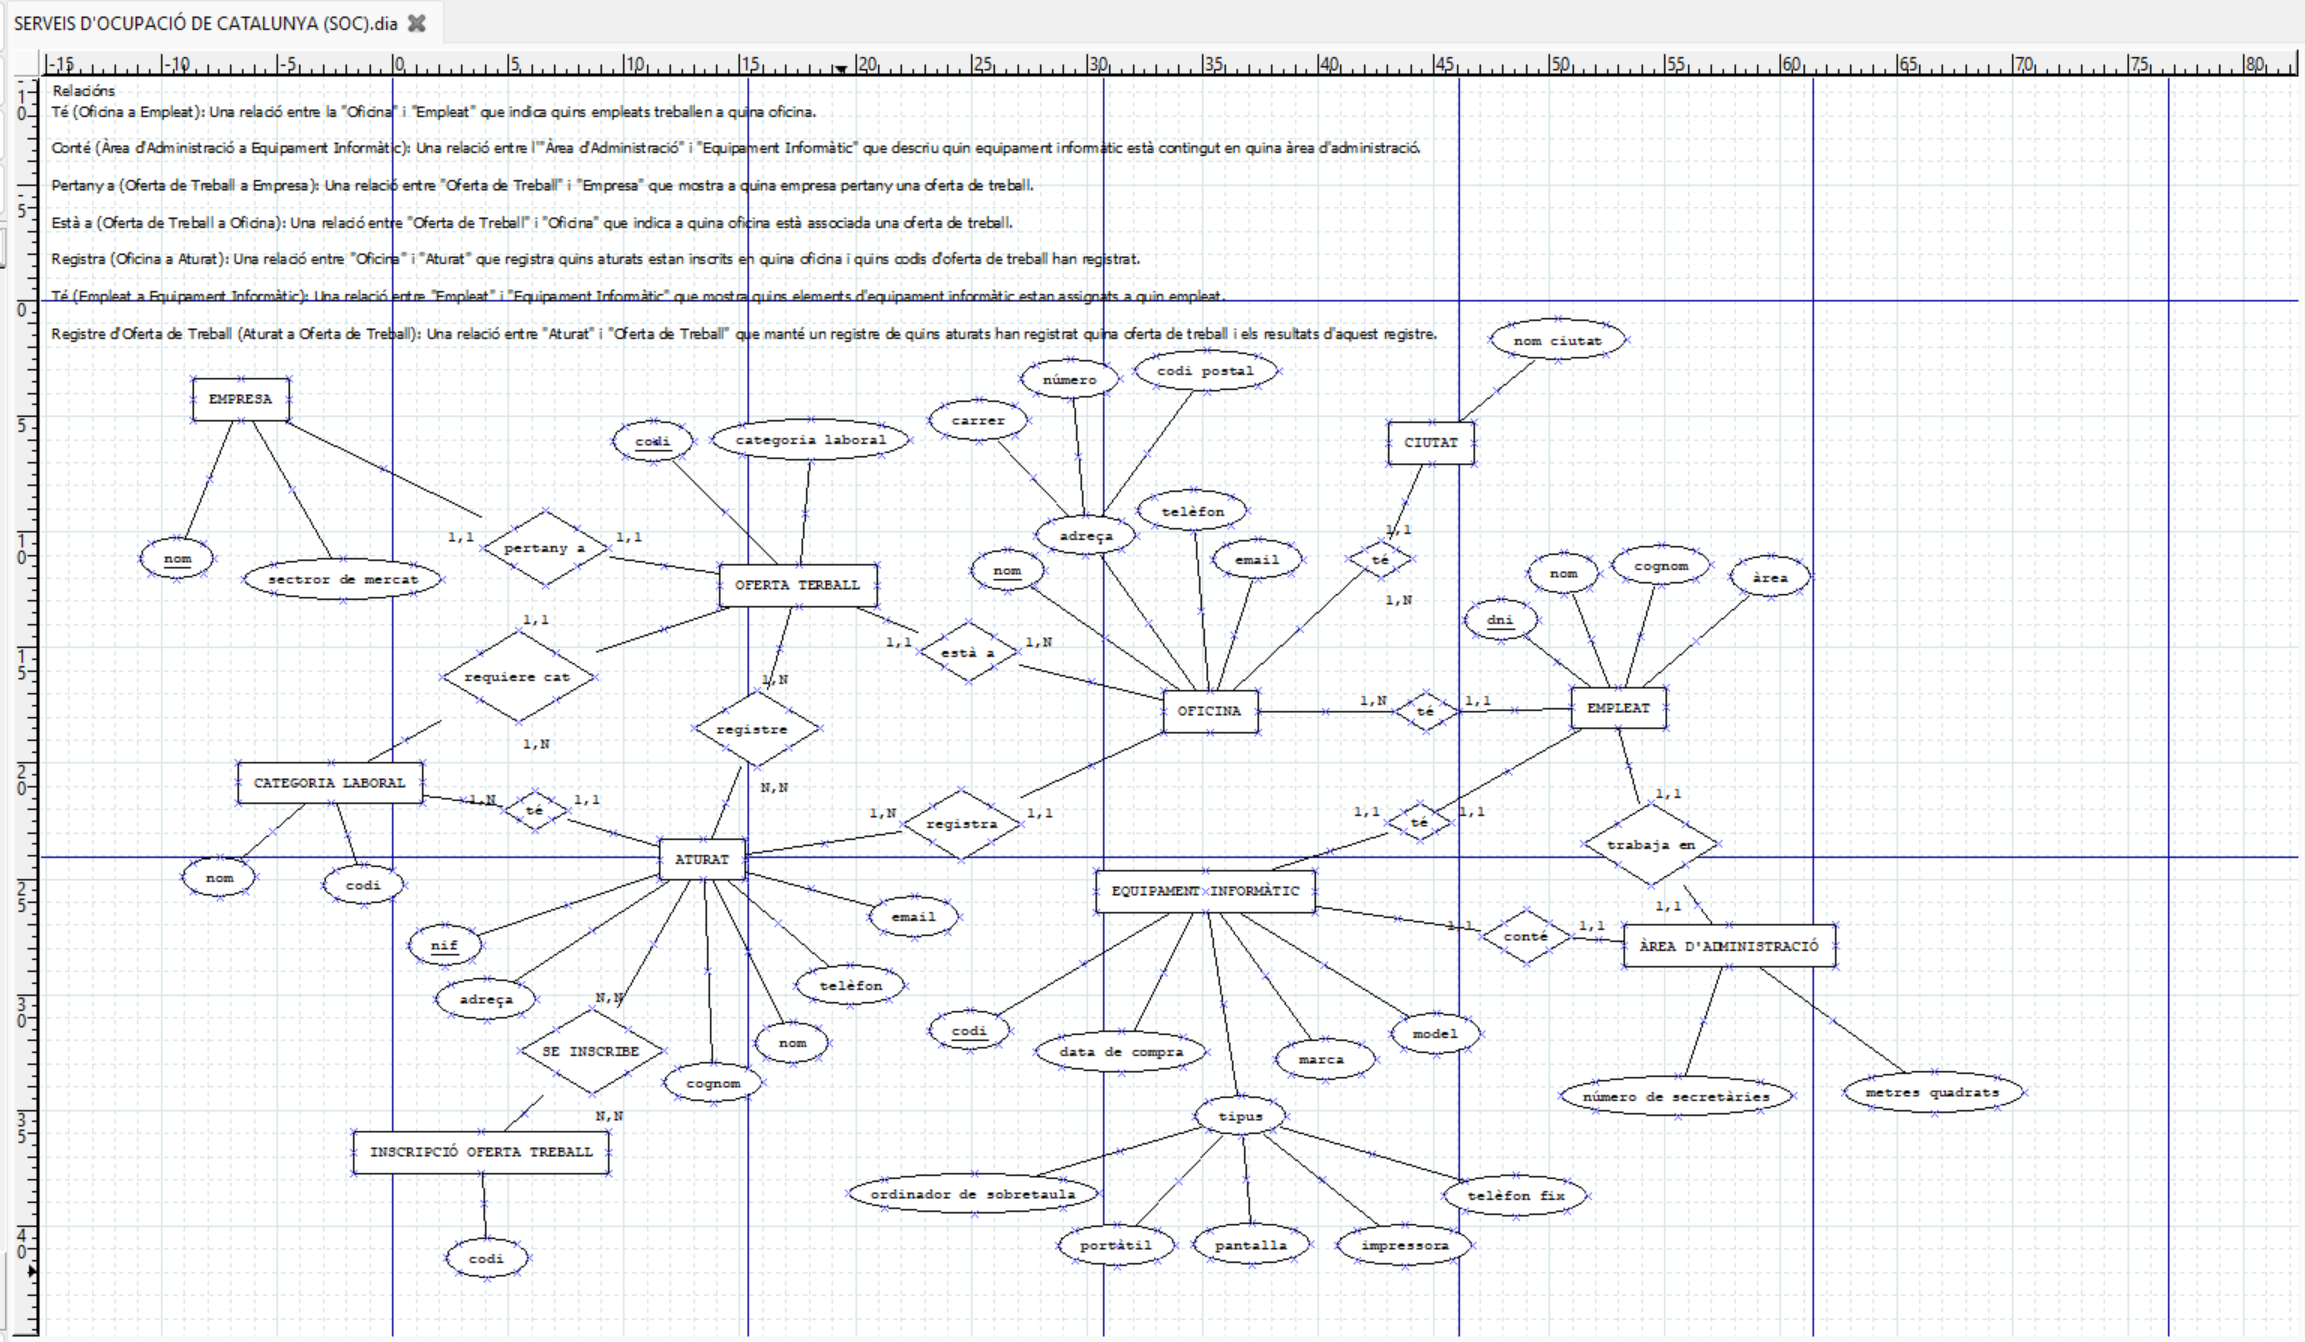 SERVEIS D'OCUPACIÓ DE CATALUNYA (SOC).dia
-15 -10 -5 0 5 10 15 20 25 30 35 40 45 50 55 60 65 70 75 80
Relacións
Té (Oficina a Empleat): Una relació entre la "Oficina" i "Empleat" que indica quins empleats treballen a quina oficina.
Conté (Àrea d'Administració a Equipament Informàtic): Una relació entre l'"Àrea d'Administració" i "Equipament Informàtic" que descriu quin equipament informàtic està contingut en quina àrea d'administració.
Pertany a (Oferta de Treball a Empresa): Una relació entre "Oferta de Treball" i "Empresa" que mostra a quina empresa pertany una oferta de treball.
Està a (Oferta de Treball a Oficina): Una relació entre "Oferta de Treball" i "Oficina" que indica a quina oficina està associada una oferta de treball.
Registra (Oficina a Aturat): Una relació entre "Oficina" i "Aturat" que registra quins aturats estan inscrits en quina oficina i quins codis d'oferta de treball han registrat.
Té (Empleat a Equipament Informàtic): Una relació entre "Empleat" i "Equipament Informàtic" que mostra quins elements d'equipament informàtic estan assignats a quin empleat.
Registre d'Oferta de Treball (Aturat a Oferta de Treball): Una relació entre "Aturat" i "Oferta de Treball" que manté un registre de quins aturats han registrat quina oferta de treball i els resultats d'aquest registre.
nom ciutat
codi postal
número
EMPRESA
carrer
codi
categoria laboral
CIUTAT
telèfon
1,1
adreça
1,1
1,1
pertany a
nom
email
té
nom
sectror de mercat
nom
cognom
àrea
OFERTA TERBALL
1,N
dni
1,1
1,1
està a
1,N
requiere cat
1,N
OFICINA
1,N
té
1,1
EMPLEAT
registre
1,N
N,N
CATEGORIA LABORAL
1,N
té
1,1
1,N
registra
1,1
1,1
té
1,1
1,1
trabaja en
ATURAT
nom
codi
EQUIPAMENT INFORMÀTIC
1,1
email
1,1
conté
1,1
nif
ÀREA D'ADMINISTRACIÓ
adreça
telèfon
N,N
codi
model
nom
SE INSCRIBE
data de compra
marca
cognom
número de secretàries
metres quadrats
N,N
tipus
INSCRIPCIÓ OFERTA TREBALL
ordinador de sobretaula
telèfon fix
portàtil
pantalla
impressora
codi
10
5
0
5
10
15
20
25
30
35
40